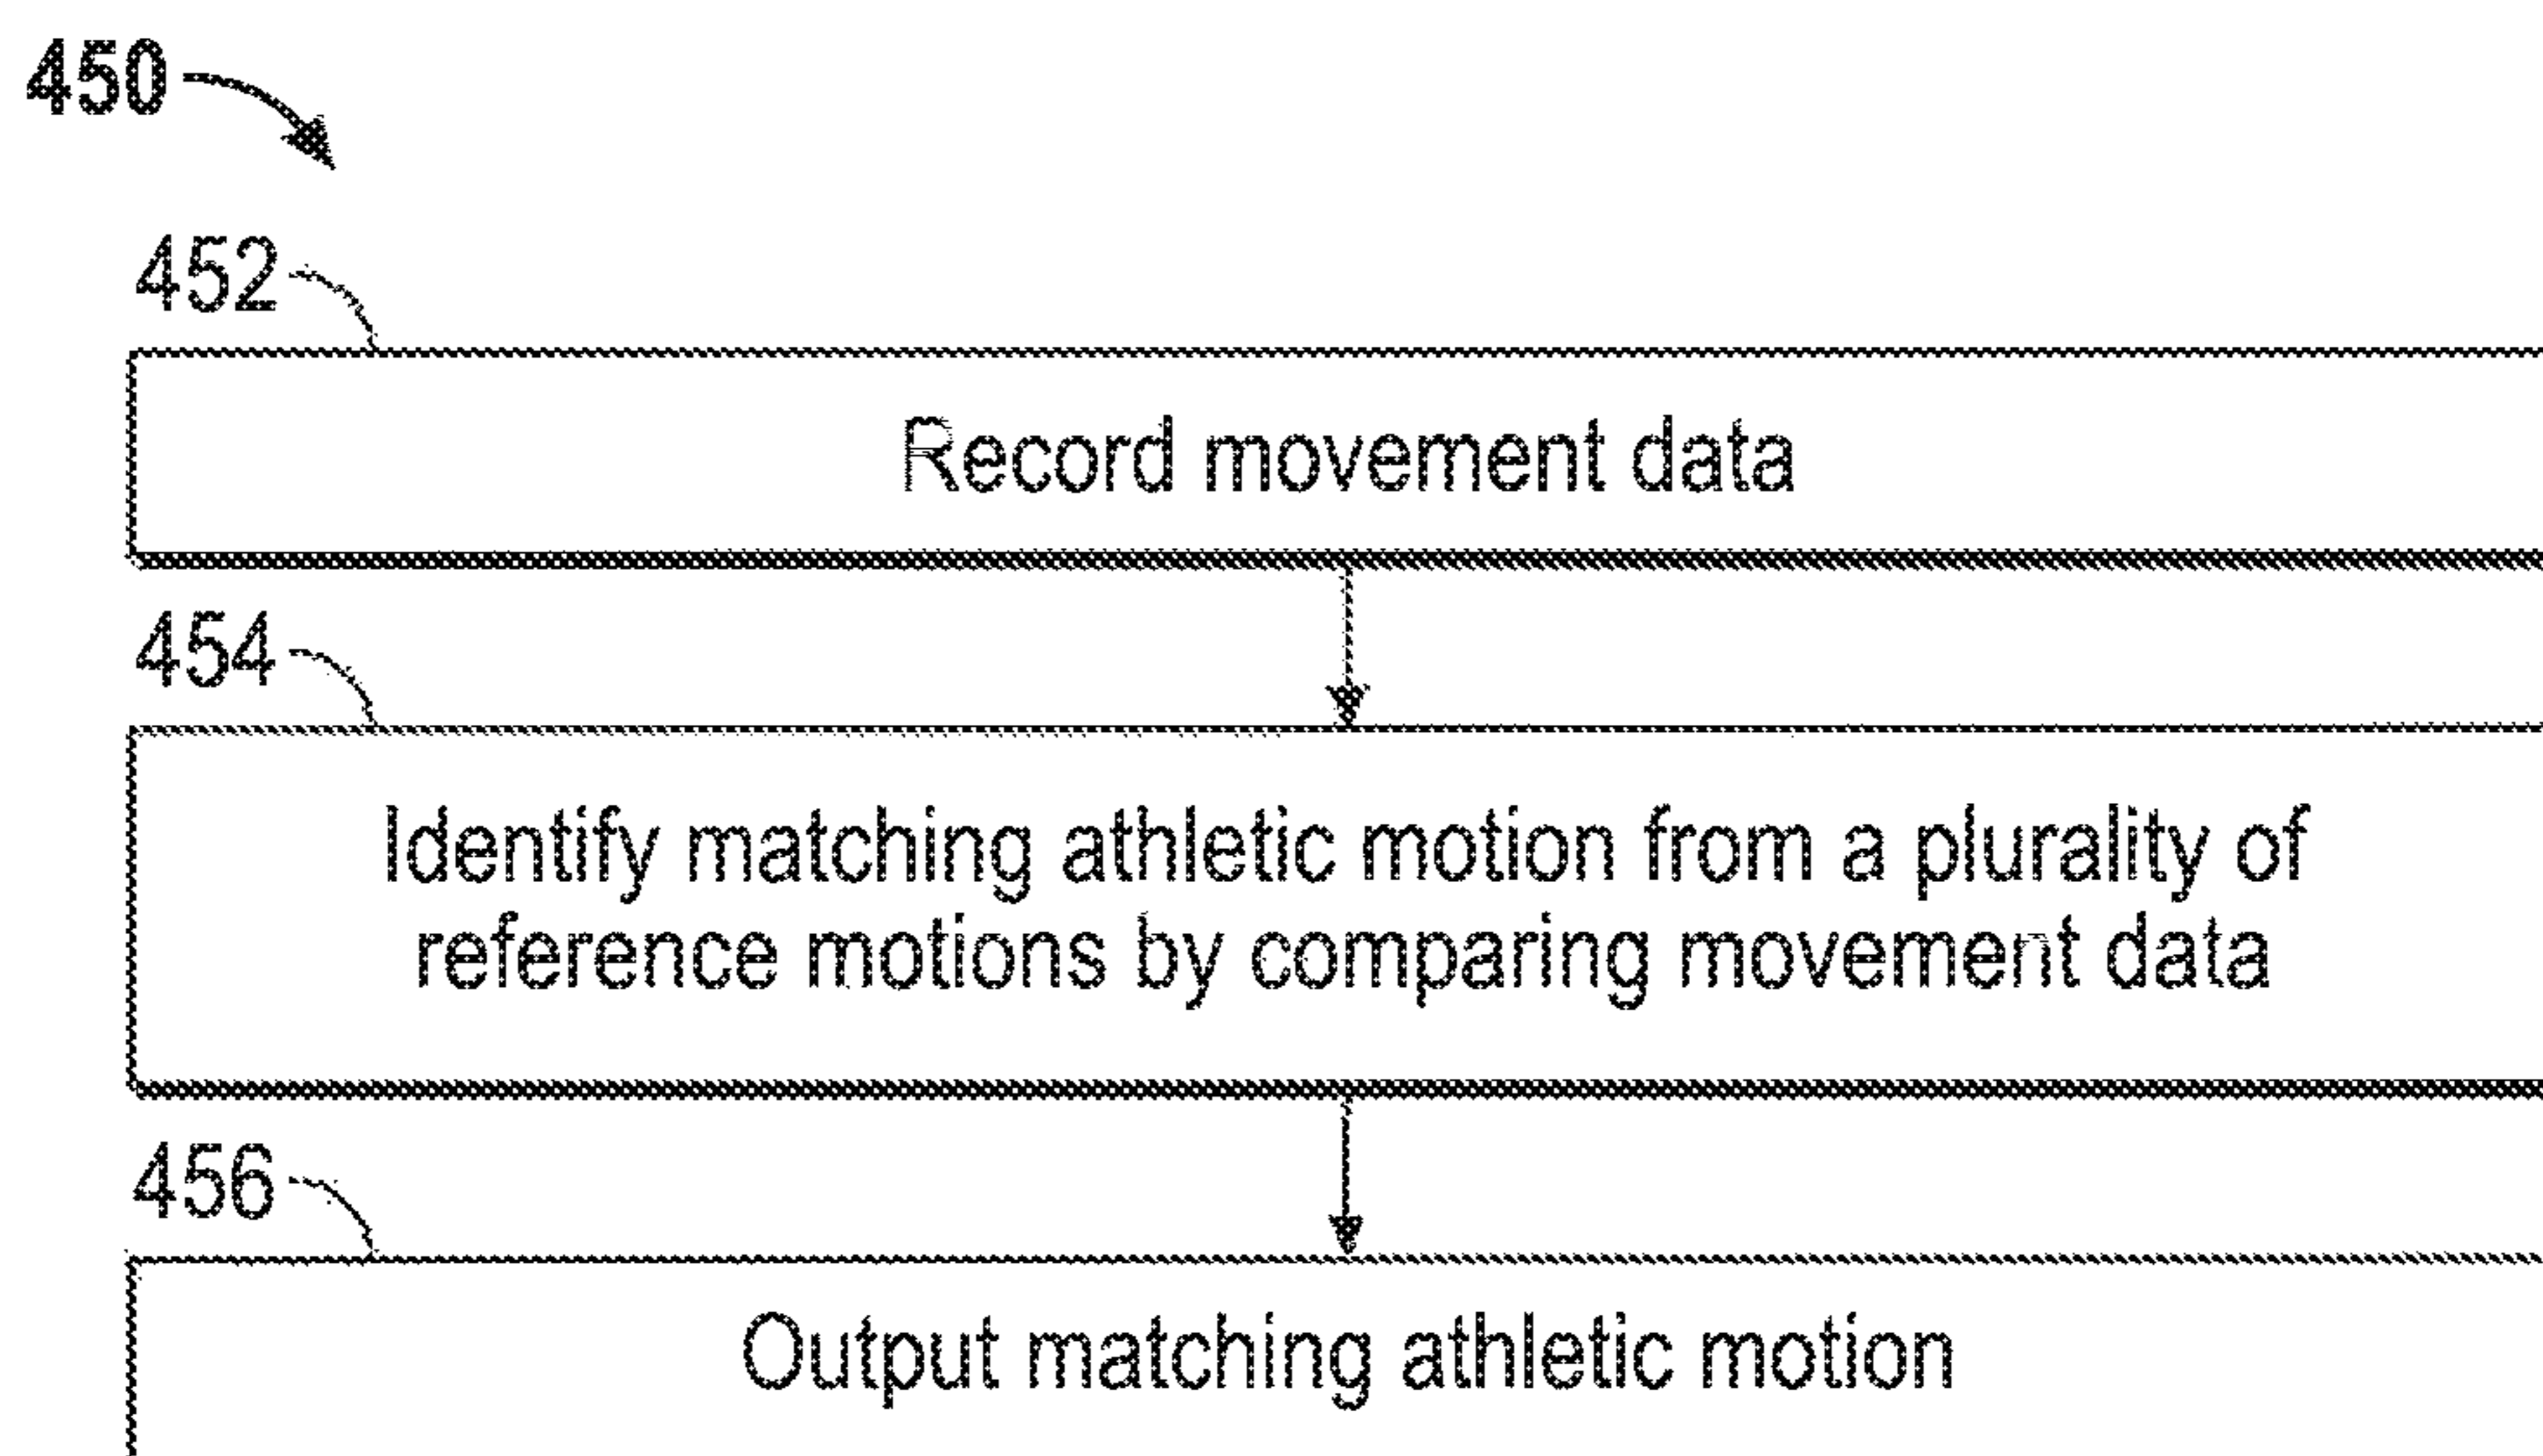 450
452
Record movement data
454
Identify matching athletic motion from a plurality of
reference motions by comparing movement data
456
Output matching athletic motion